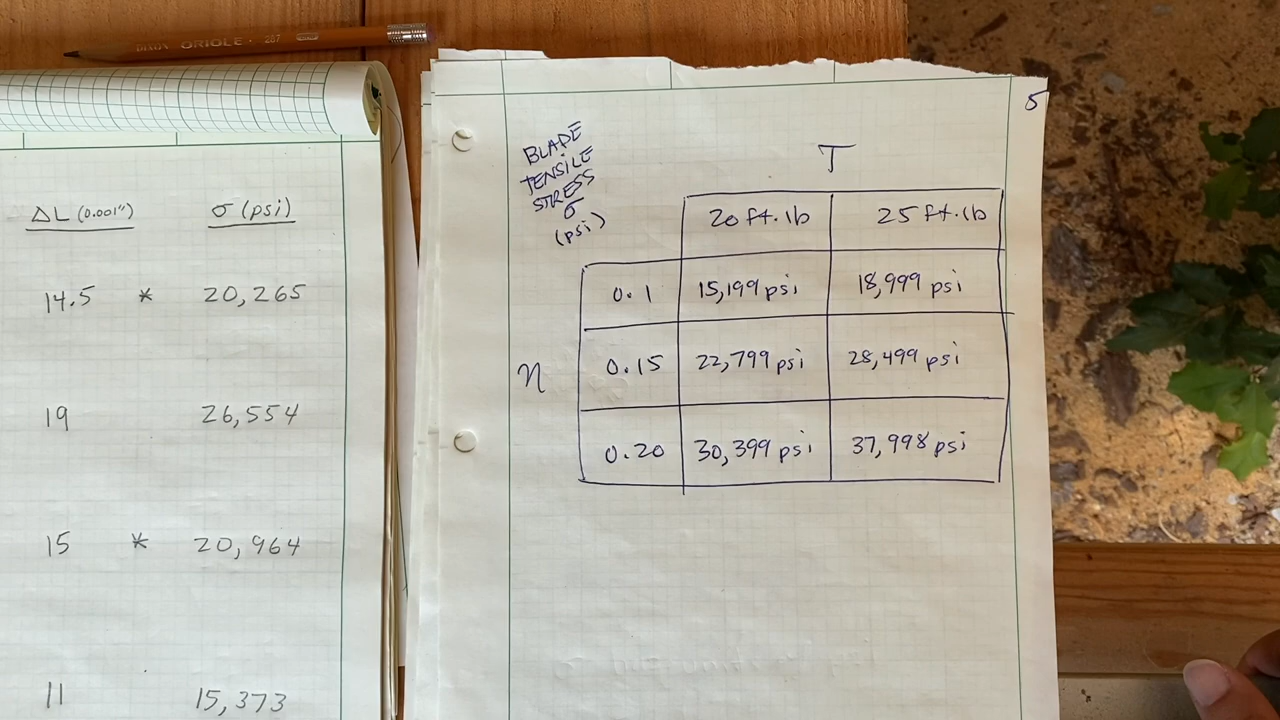 DIXON ORIOLE · 287
ΔL (0.001") σ (psi)
14.5 * 20,265
19 26,554
15 * 20,964
11 15,373
5
BLADE
TENSILE
STRESS
σ
(psi)
T
20 ft.lb 25 ft.lb
0.1 15,199 psi 18,999 psi
η 0.15 22,799 psi 28,499 psi
0.20 30,399 psi 37,998 psi